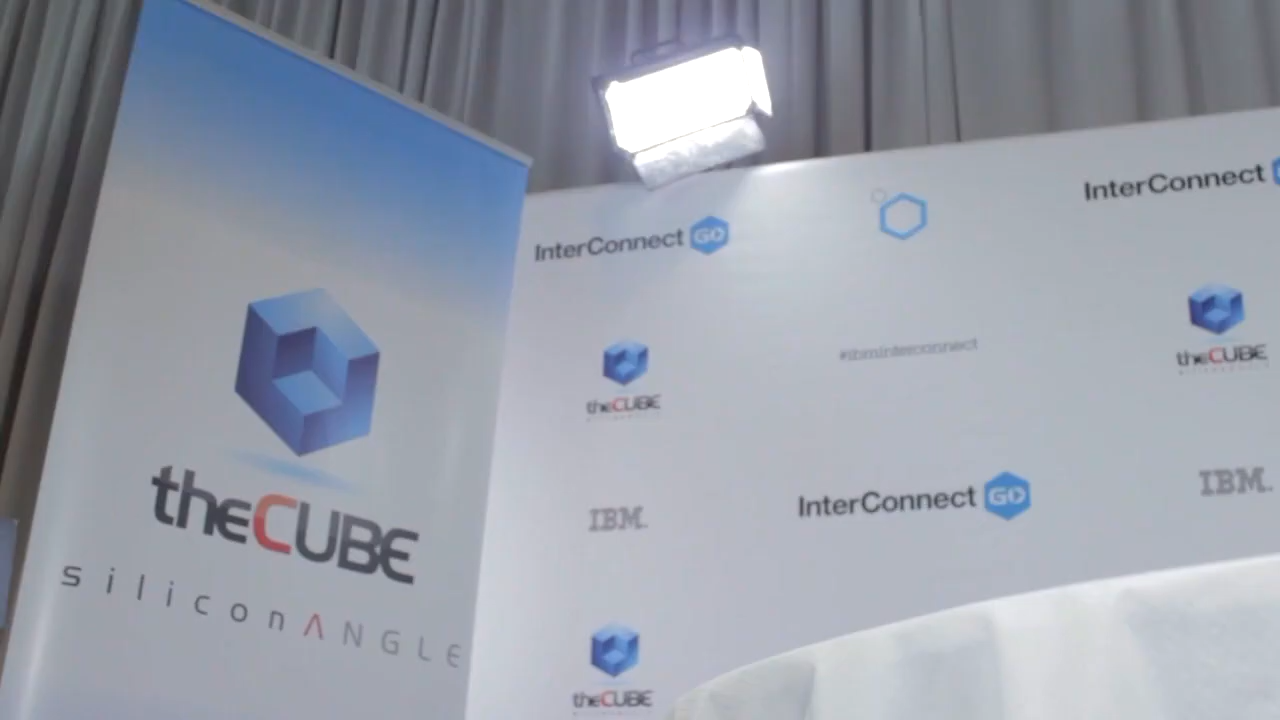 theCUBE
siliconANGLE
InterConnect GO
InterConnect
theCUBE
#ibminterconnect
theCUBE
IBM.
InterConnect GO
IBM.
theCUBE